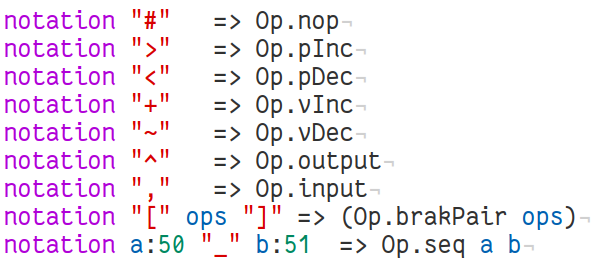 notation "#"   => Op.nop¬
notation ">"   => Op.pInc¬
notation "<"   => Op.pDec¬
notation "+"   => Op.vInc¬
notation "~"   => Op.vDec¬
notation "^"   => Op.output¬
notation ","   => Op.input¬
notation "[" ops "]" => (Op.brakPair ops)¬
notation a:50 "_" b:51  => Op.seq a b¬